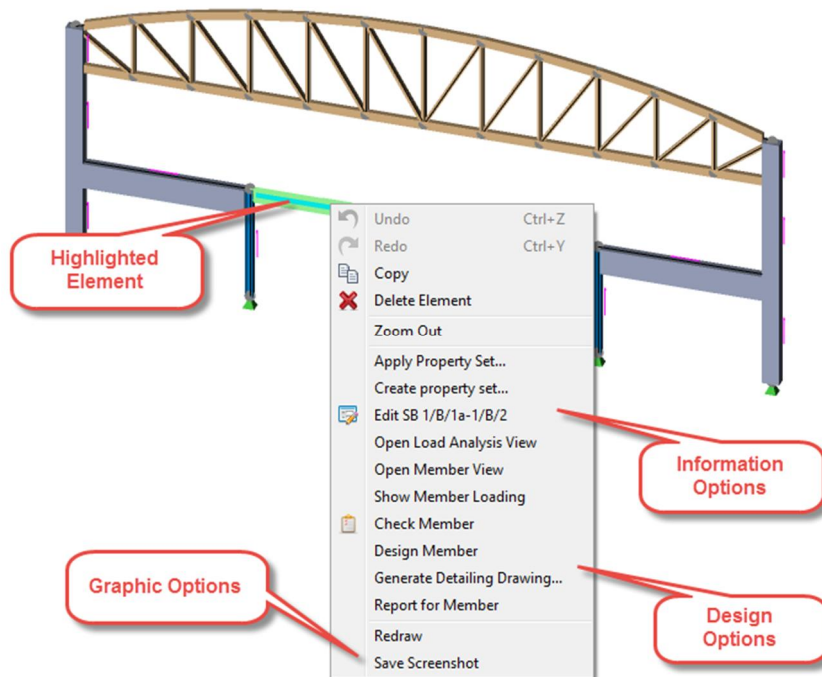 Undo Ctrl+Z
Redo Ctrl+Y
Highlighted
Element
Copy
Delete Element
Zoom Out
Apply Property Set...
Create property set...
Edit SB 1/B/1a-1/B/2
Open Load Analysis View
Information
Options
Open Member View
Show Member Loading
Check Member
Design Member
Graphic Options
Generate Detailing Drawing...
Report for Member
Design
Options
Redraw
Save Screenshot